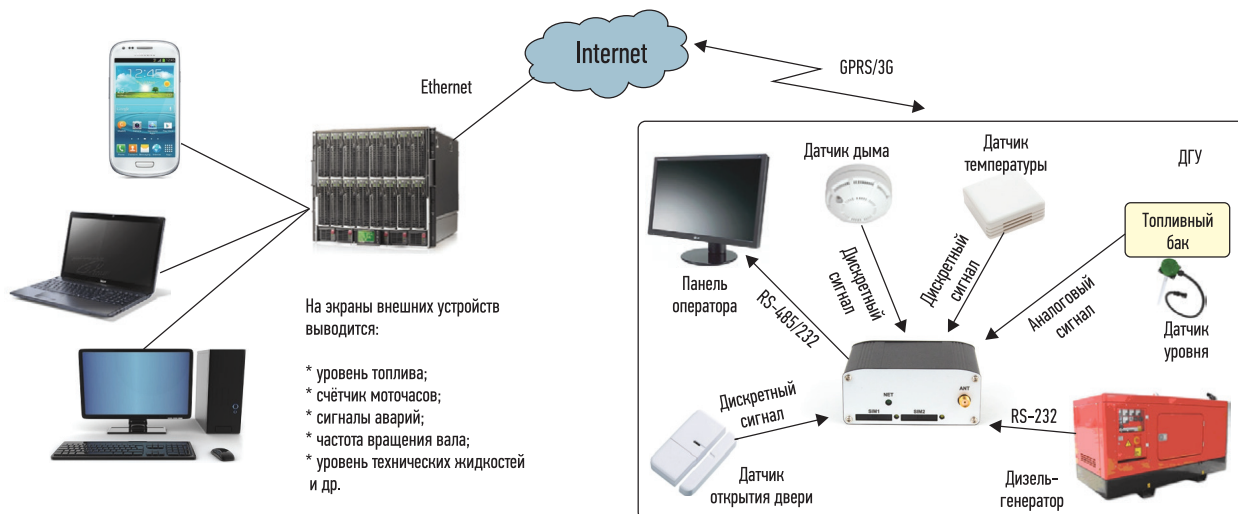 Internet
Ethernet
GPRS/3G
12:45
На экраны внешних устройств
выводится:
* уровень топлива;
* счётчик моточасов;
* сигналы аварий;
* частота вращения вала;
* уровень технических жидкостей
и др.
ДГУ
Датчик дыма
Датчик
температуры
Топливный
бак
Датчик
уровня
Панель
оператора
RS-485/232
Дискретный
сигнал
Дискретный
сигнал
Аналоговый
сигнал
Дискретный
сигнал
NET
ANT
SIM1
SIM2
RS-232
Датчик
открытия двери
Дизель-
генератор